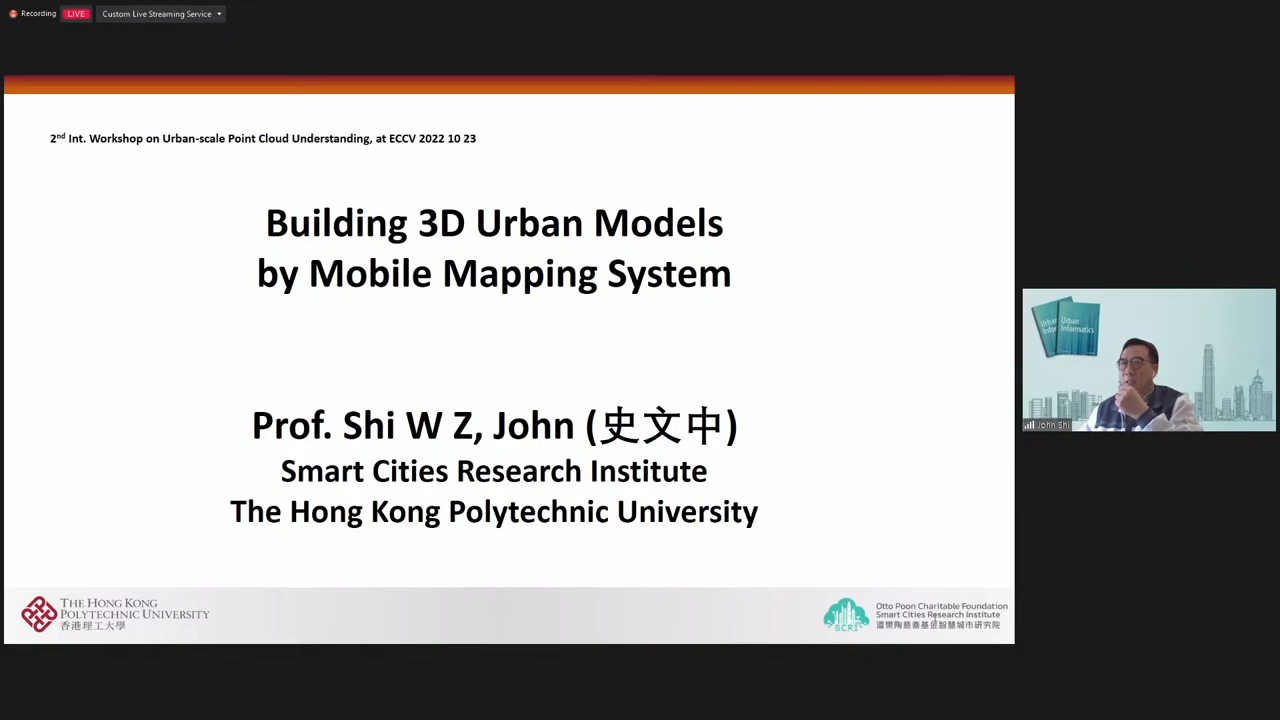 Recording LIVE Custom Live Streaming Service
2nd Int. Workshop on Urban-scale Point Cloud Understanding, at ECCV 2022 10 23
Building 3D Urban Models
by Mobile Mapping System
Prof. Shi W Z, John (史文中)
Smart Cities Research Institute
The Hong Kong Polytechnic University
THE HONG KONG
POLYTECHNIC UNIVERSITY
香港理工大學
SCRI
Otto Poon Charitable Foundation
Smart Cities Research Institute
潘樂陶慈善基金智慧城市研究院
Urban
Informatics
John Shi